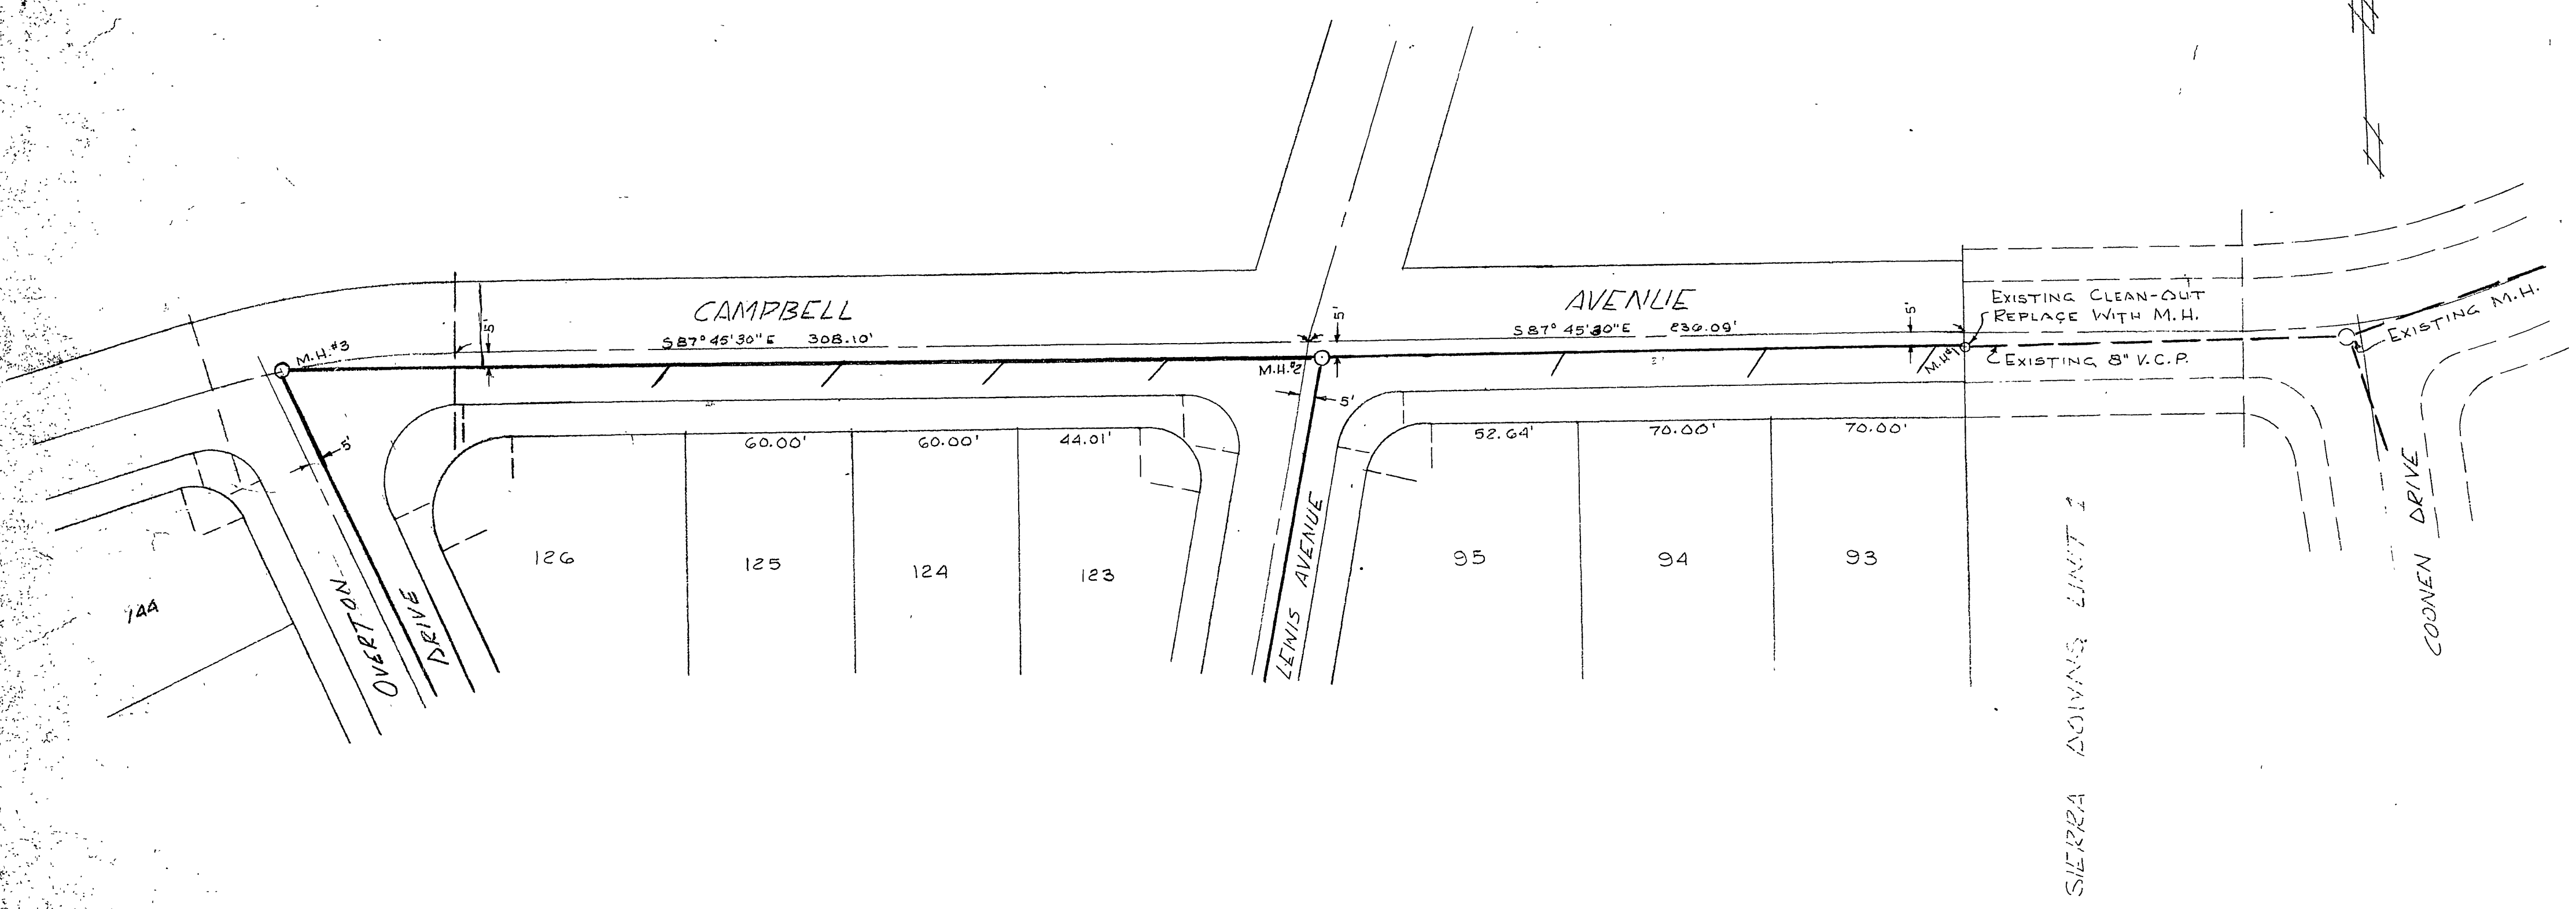 CAMPBELL AVENUE
S 87° 45' 30" E 308.10'
S 87° 45' 30" E 236.09'
5'
5'
5'
M.H.#3
M.H.#2
M.H.#1
EXISTING CLEAN-OUT
REPLACE WITH M.H.
EXISTING 8" V.C.P.
EXISTING M.H.
5'
5'
60.00'
60.00'
44.01'
52.64'
70.00'
70.00'
144
126
125
124
123
95
94
93
OVERTON
DRIVE
LEWIS AVENUE
SIERRA DOWNS UNIT 1
COONEN DRIVE